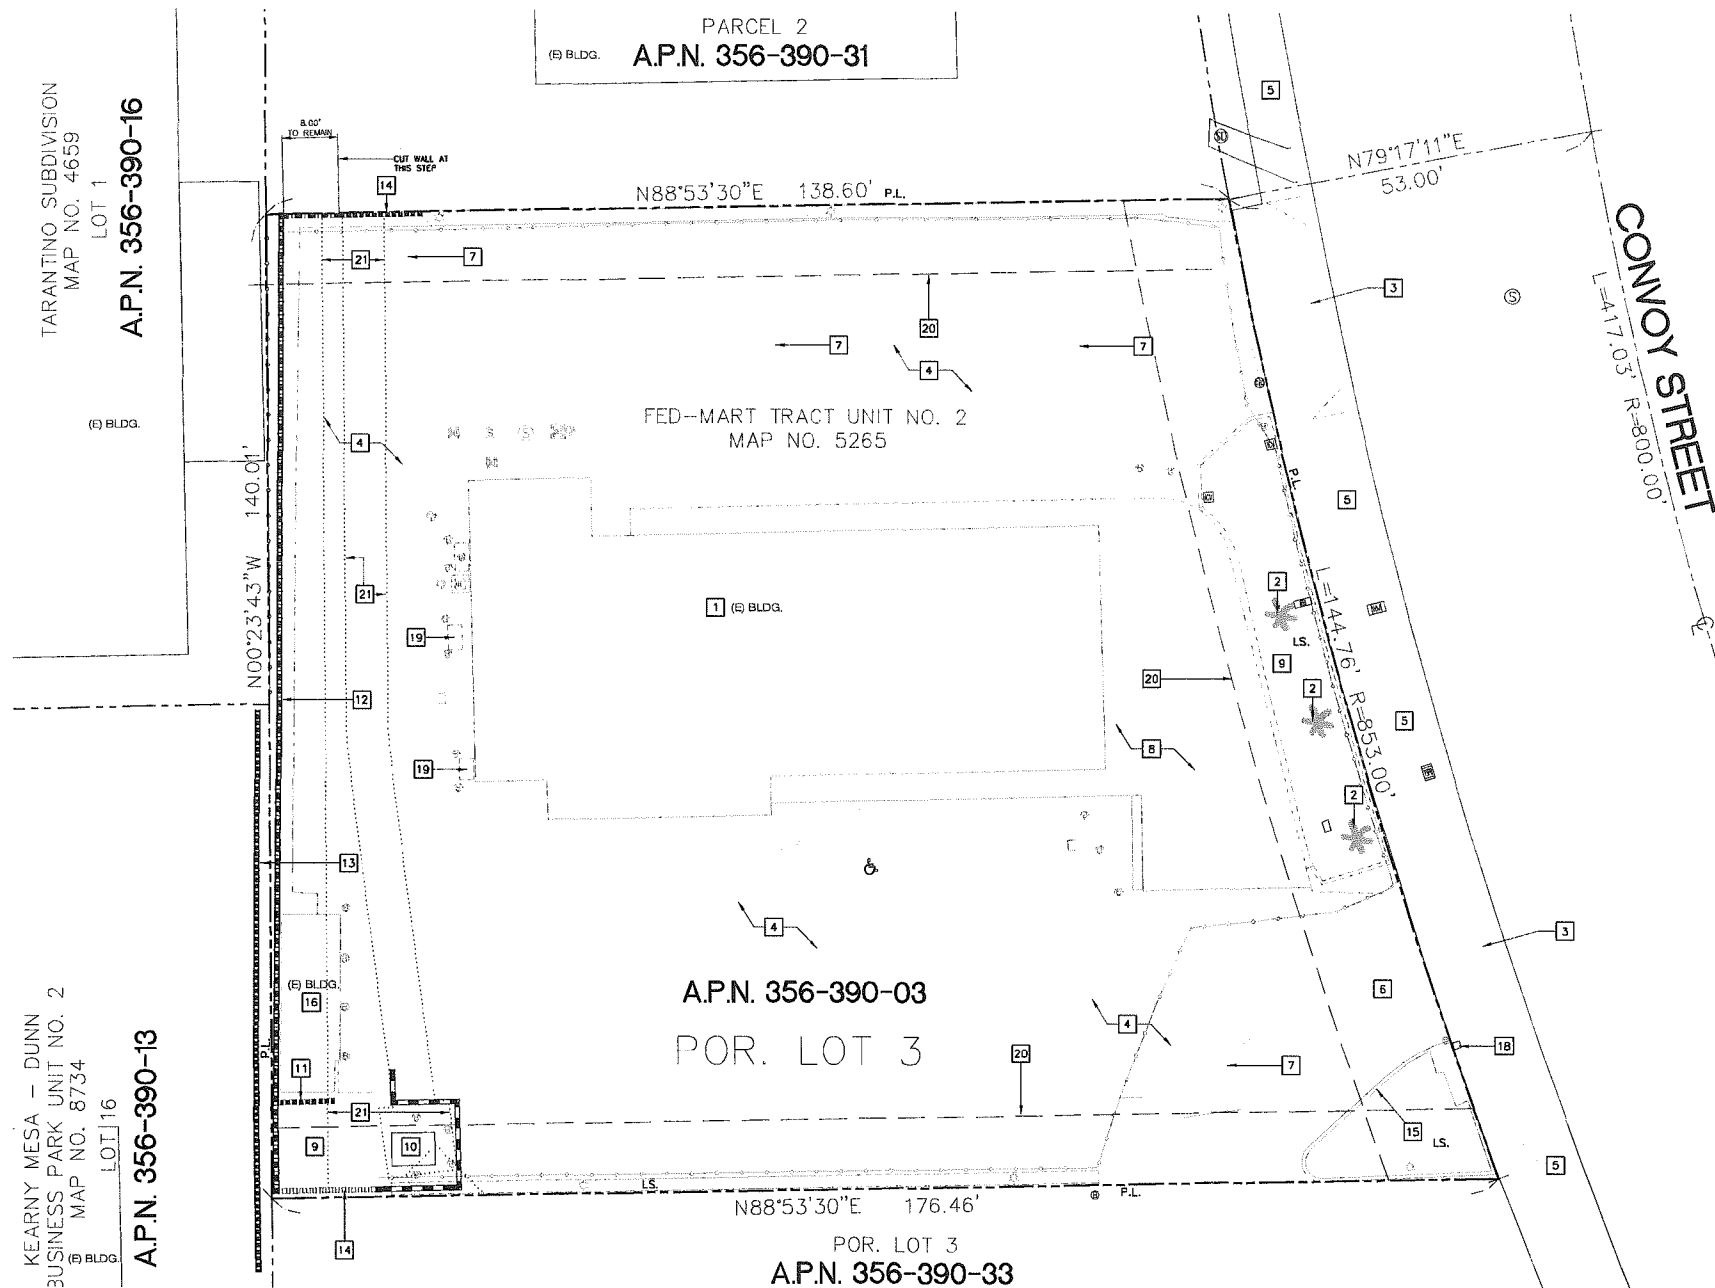 PARCEL 2
(E) BLDG. A.P.N. 356-390-31
TARANTINO SUBDIVISION
MAP NO. 4659
LOT 1
A.P.N. 356-390-16
(E) BLDG.
8.00'
TO REMAIN
CUT WALL AT
THIS STEP
14
N88°53'30"E 138.60' P.L.
SD
5
N79°17'11"E
53.00'
CONVOY STREET
L=417.03' R=800.00'
S
3
21
7
20
7
7
4
4
FED-MART TRACT UNIT NO. 2
MAP NO. 5265
N00°23'43"W 140.01'
P.L.
5
21
1 (E) BLDG.
2
19
LS.
9
L=144.76' R=853.00'
20
2
12
5
8
19
2
13
4
3
A.P.N. 356-390-03
POR. LOT 3
(E) BLDG.
16
6
4
20
7
18
P.L.
11
21
9
10
15
LS.
5
KEARNY MESA - DUNN
BUSINESS PARK UNIT NO. 2
MAP NO. 8734
LOT 16
(E) BLDG.
A.P.N. 356-390-13
LS.
P.L.
N88°53'30"E 176.46'
14
POR. LOT 3
A.P.N. 356-390-33